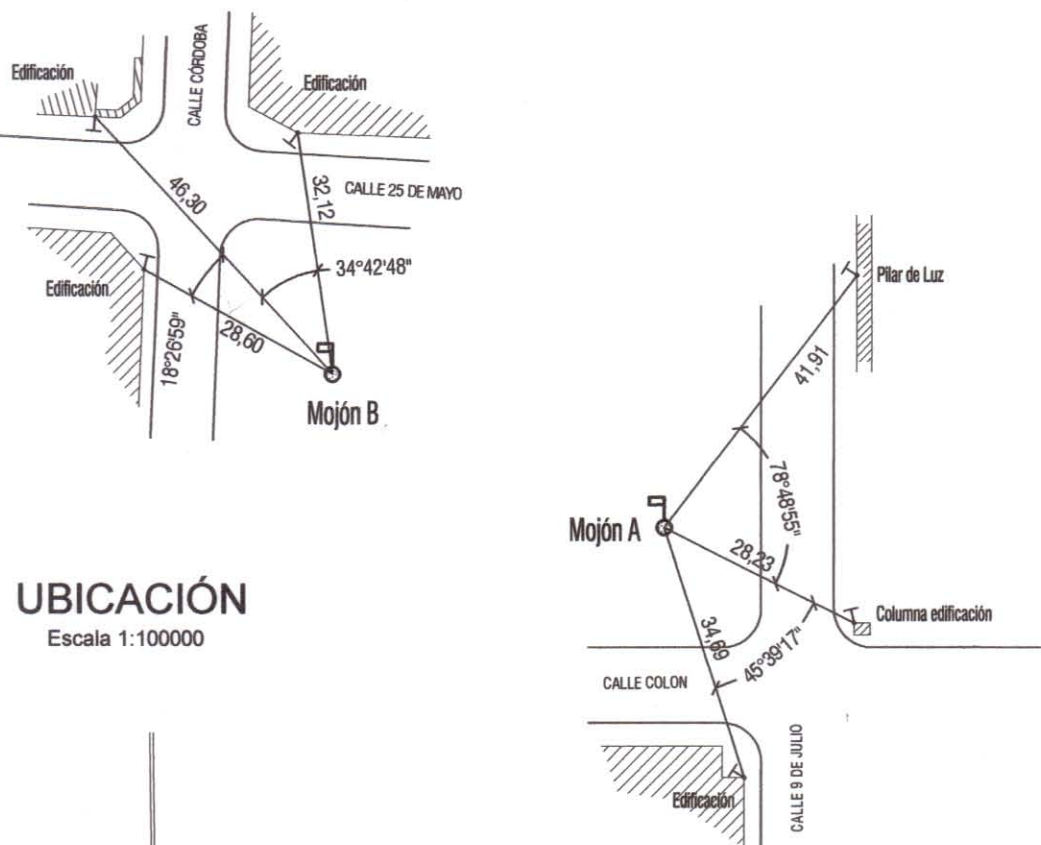 Edificación
CALLE CÓRDOBA
Edificación
46,30
32,12
CALLE 25 DE MAYO
34°42'48"
Edificación
18°26'59"
28,60
Mojón B
Pilar de Luz
41,91
78°48'55"
Mojón A
28,23
Columna edificación
34,69
45°39'17"
CALLE COLON
CALLE 9 DE JULIO
Edificación
UBICACIÓN
Escala 1:100000